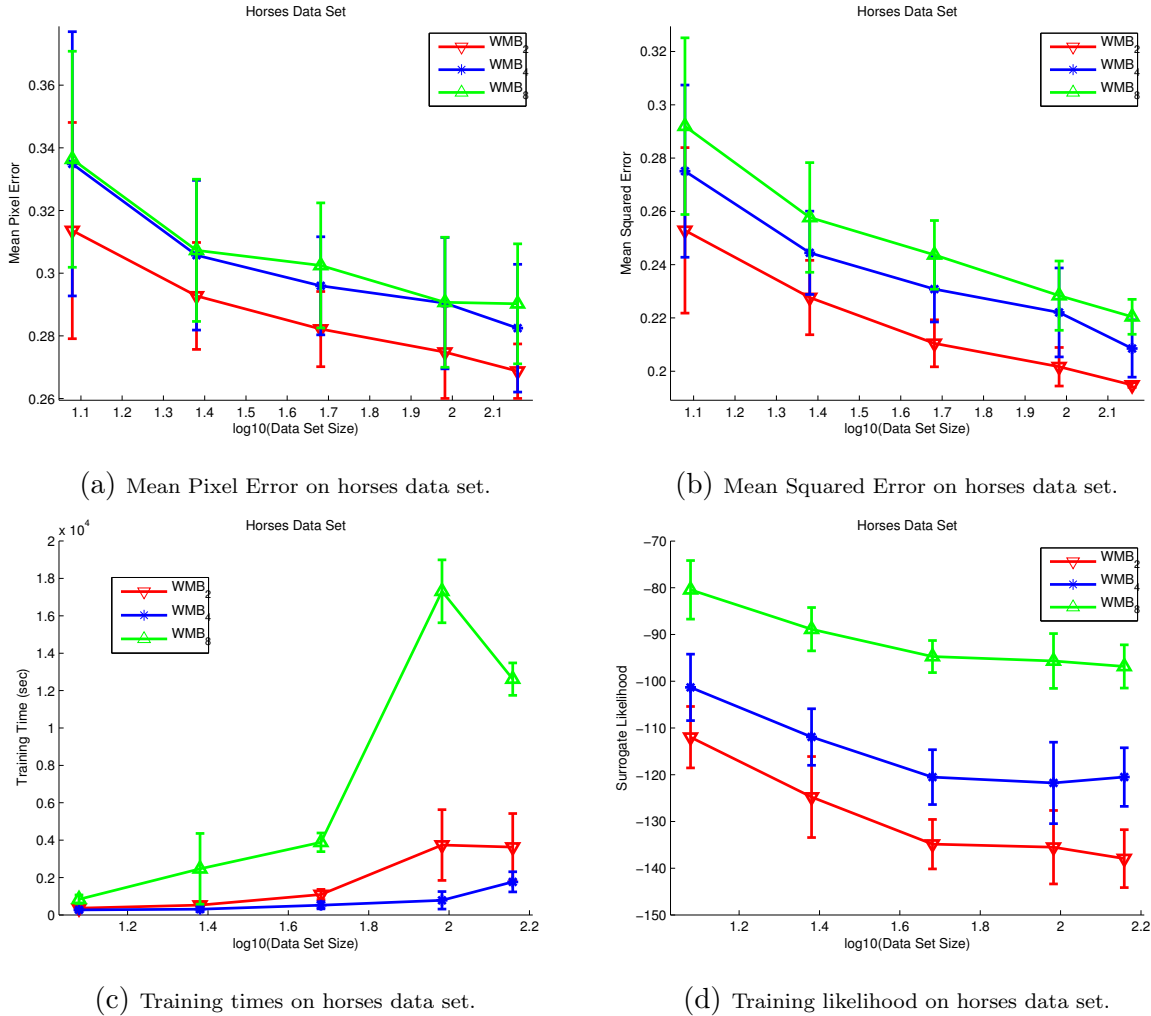 Horses Data Set
WMB2
WMB4
WMB8
0.36
0.34
0.32
0.3
0.28
0.26
Mean Pixel Error
1.1 1.2 1.3 1.4 1.5 1.6 1.7 1.8 1.9 2 2.1
log10(Data Set Size)
(a) Mean Pixel Error on horses data set.
Horses Data Set
WMB2
WMB4
WMB8
0.32
0.3
0.28
0.26
0.24
0.22
0.2
Mean Squared Error
1.1 1.2 1.3 1.4 1.5 1.6 1.7 1.8 1.9 2 2.1
log10(Data Set Size)
(b) Mean Squared Error on horses data set.
Horses Data Set
x 10^4
WMB2
WMB4
WMB8
2
1.8
1.6
1.4
1.2
1
0.8
0.6
0.4
0.2
0
Training Time (sec)
1.2 1.4 1.6 1.8 2 2.2
log10(Data Set Size)
(c) Training times on horses data set.
Horses Data Set
WMB2
WMB4
WMB8
−70
−80
−90
−100
−110
−120
−130
−140
−150
Surrogate Likelihood
1.2 1.4 1.6 1.8 2 2.2
log10(Data Set Size)
(d) Training likelihood on horses data set.